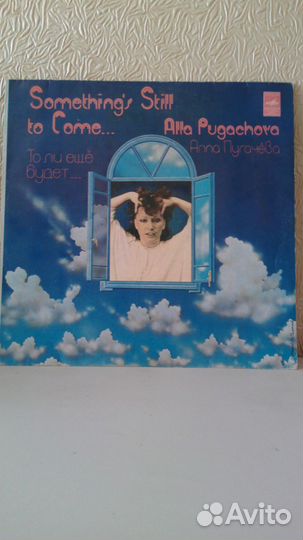 Something's Still
to Come...
Alla Pugachova
Алла Пугачёва
То ли ещё
будет...
Avito